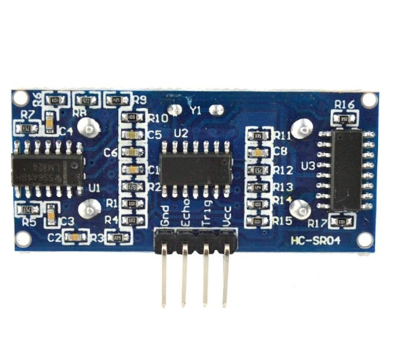 R6
R8
R9
R16
R7
C4
R10
Y1
C5
U2
R11
C6
C8
U3
LM324
C1
R12
U1
R2
R13
R1
R14
R5
C3
R4
R15
R17
C2
R3
Gnd
Echo
Trig
Vcc
HC-SR04